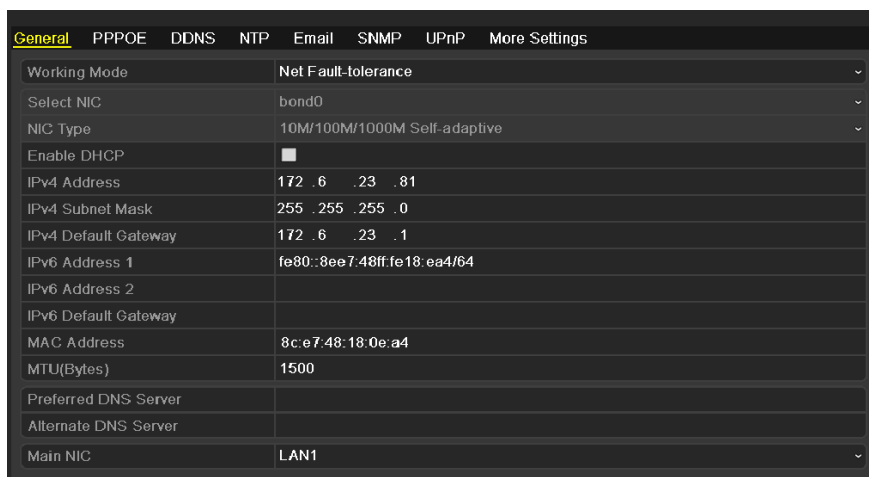 General PPPOE DDNS NTP Email SNMP UPnP More Settings
Working Mode Net Fault-tolerance
Select NIC bond0
NIC Type 10M/100M/1000M Self-adaptive
Enable DHCP
IPv4 Address 172 .6 .23 .81
IPv4 Subnet Mask 255 .255 .255 .0
IPv4 Default Gateway 172 .6 .23 .1
IPv6 Address 1 fe80::8ee7:48ff:fe18:ea4/64
IPv6 Address 2
IPv6 Default Gateway
MAC Address 8c:e7:48:18:0e:a4
MTU(Bytes) 1500
Preferred DNS Server
Alternate DNS Server
Main NIC LAN1